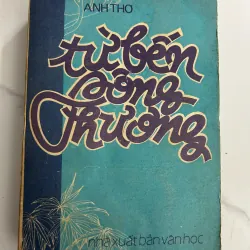 ANH THƠ
từ bến
sông
Thương
nhà xuất bản văn học